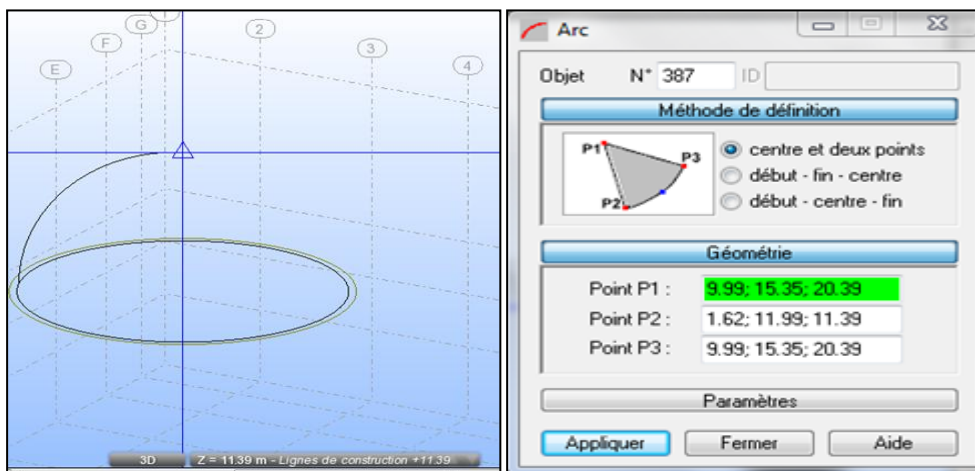 E
F
G
2
3
4
3D Z = 11.39 m - Lignes de construction +11.39
Arc
Objet N° 387 ID
Méthode de définition
P1
P3
P2
centre et deux points
début - fin - centre
début - centre - fin
Géométrie
Point P1 : 9.99; 15.35; 20.39
Point P2 : 1.62; 11.99; 11.39
Point P3 : 9.99; 15.35; 20.39
Paramètres
Appliquer Fermer Aide